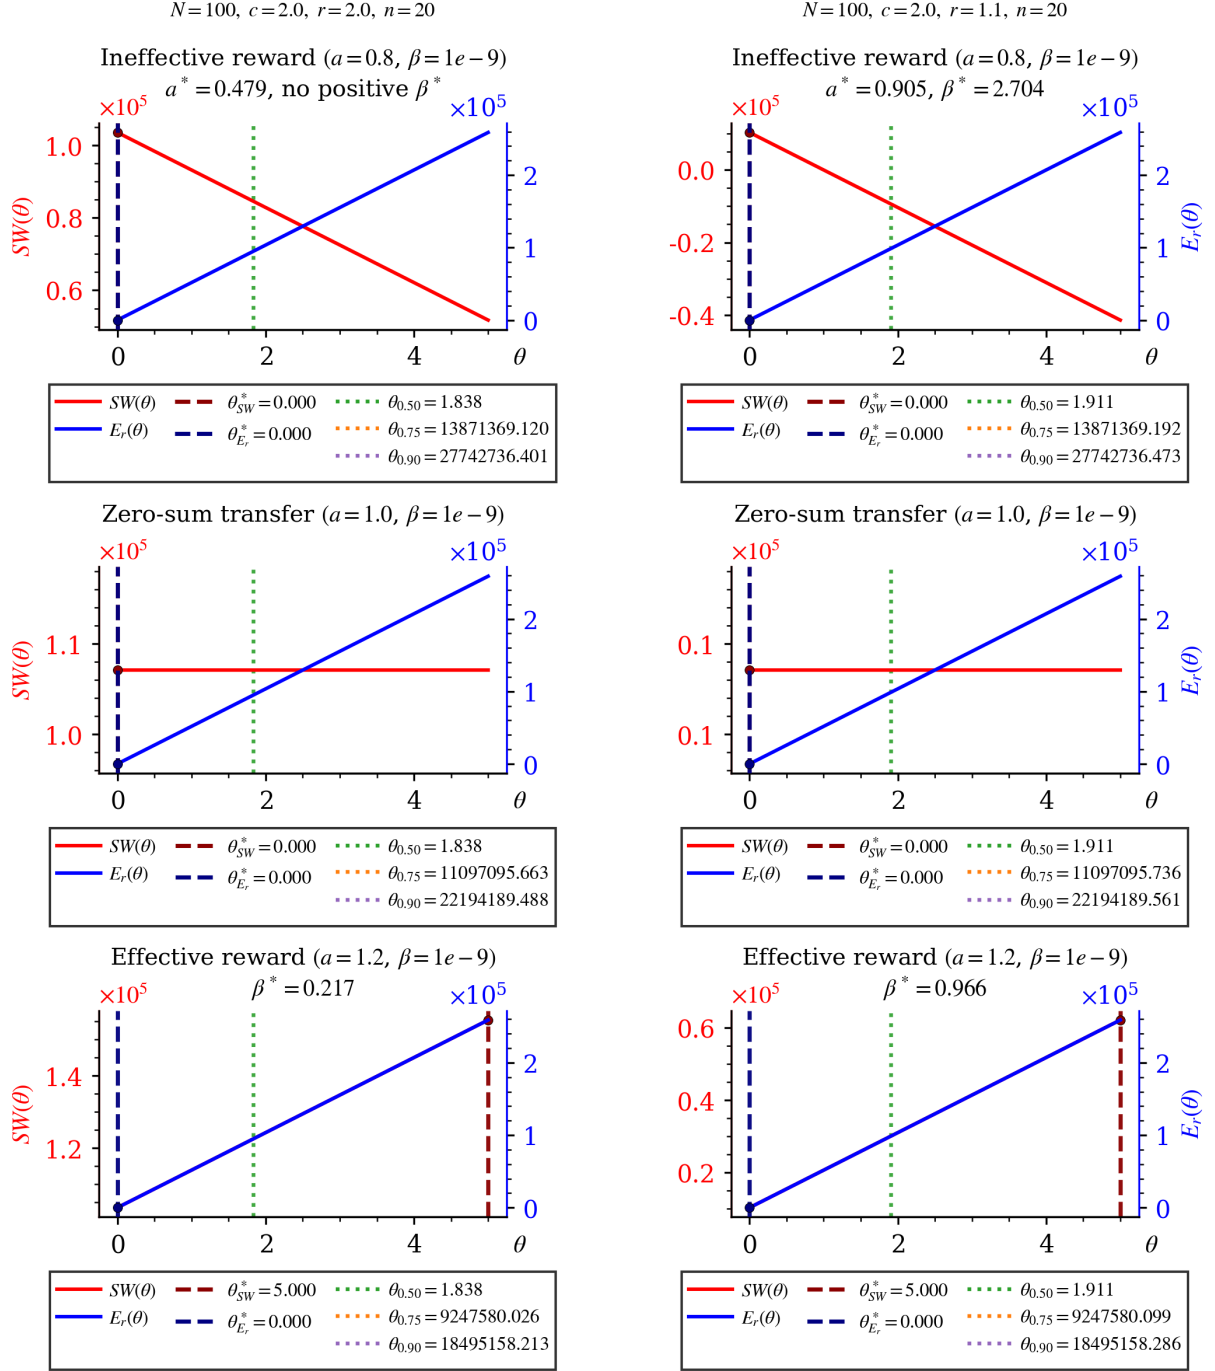 N=100, c=2.0, r=2.0, n=20
N=100, c=2.0, r=1.1, n=20
Ineffective reward (a=0.8, β=1e−9)
a*=0.479, no positive β*
×10⁵
×10⁵
1.0
0.8
0.6
SW(θ)
2
1
0
0 2 4 θ
SW(θ) θ*_SW=0.000 θ_0.50=1.838
E_r(θ) θ*_{E_r}=0.000 θ_0.75=13871369.120
θ_0.90=27742736.401
Ineffective reward (a=0.8, β=1e−9)
a*=0.905, β*=2.704
×10⁵
×10⁵
0.0
-0.2
-0.4
2
1
0
E_r(θ)
0 2 4 θ
SW(θ) θ*_SW=0.000 θ_0.50=1.911
E_r(θ) θ*_{E_r}=0.000 θ_0.75=13871369.192
θ_0.90=27742736.473
Zero-sum transfer (a=1.0, β=1e−9)
×10⁵
×10⁵
1.1
1.0
SW(θ)
2
1
0
0 2 4 θ
SW(θ) θ*_SW=0.000 θ_0.50=1.838
E_r(θ) θ*_{E_r}=0.000 θ_0.75=11097095.663
θ_0.90=22194189.488
Zero-sum transfer (a=1.0, β=1e−9)
×10⁵
×10⁵
0.1
0.1
2
1
0
E_r(θ)
0 2 4 θ
SW(θ) θ*_SW=0.000 θ_0.50=1.911
E_r(θ) θ*_{E_r}=0.000 θ_0.75=11097095.736
θ_0.90=22194189.561
Effective reward (a=1.2, β=1e−9)
β*=0.217
×10⁵
×10⁵
1.4
1.2
SW(θ)
2
1
0
0 2 4 θ
SW(θ) θ*_SW=5.000 θ_0.50=1.838
E_r(θ) θ*_{E_r}=0.000 θ_0.75=9247580.026
θ_0.90=18495158.213
Effective reward (a=1.2, β=1e−9)
β*=0.966
×10⁵
×10⁵
0.6
0.4
0.2
2
1
0
E_r(θ)
0 2 4 θ
SW(θ) θ*_SW=5.000 θ_0.50=1.911
E_r(θ) θ*_{E_r}=0.000 θ_0.75=9247580.099
θ_0.90=18495158.286